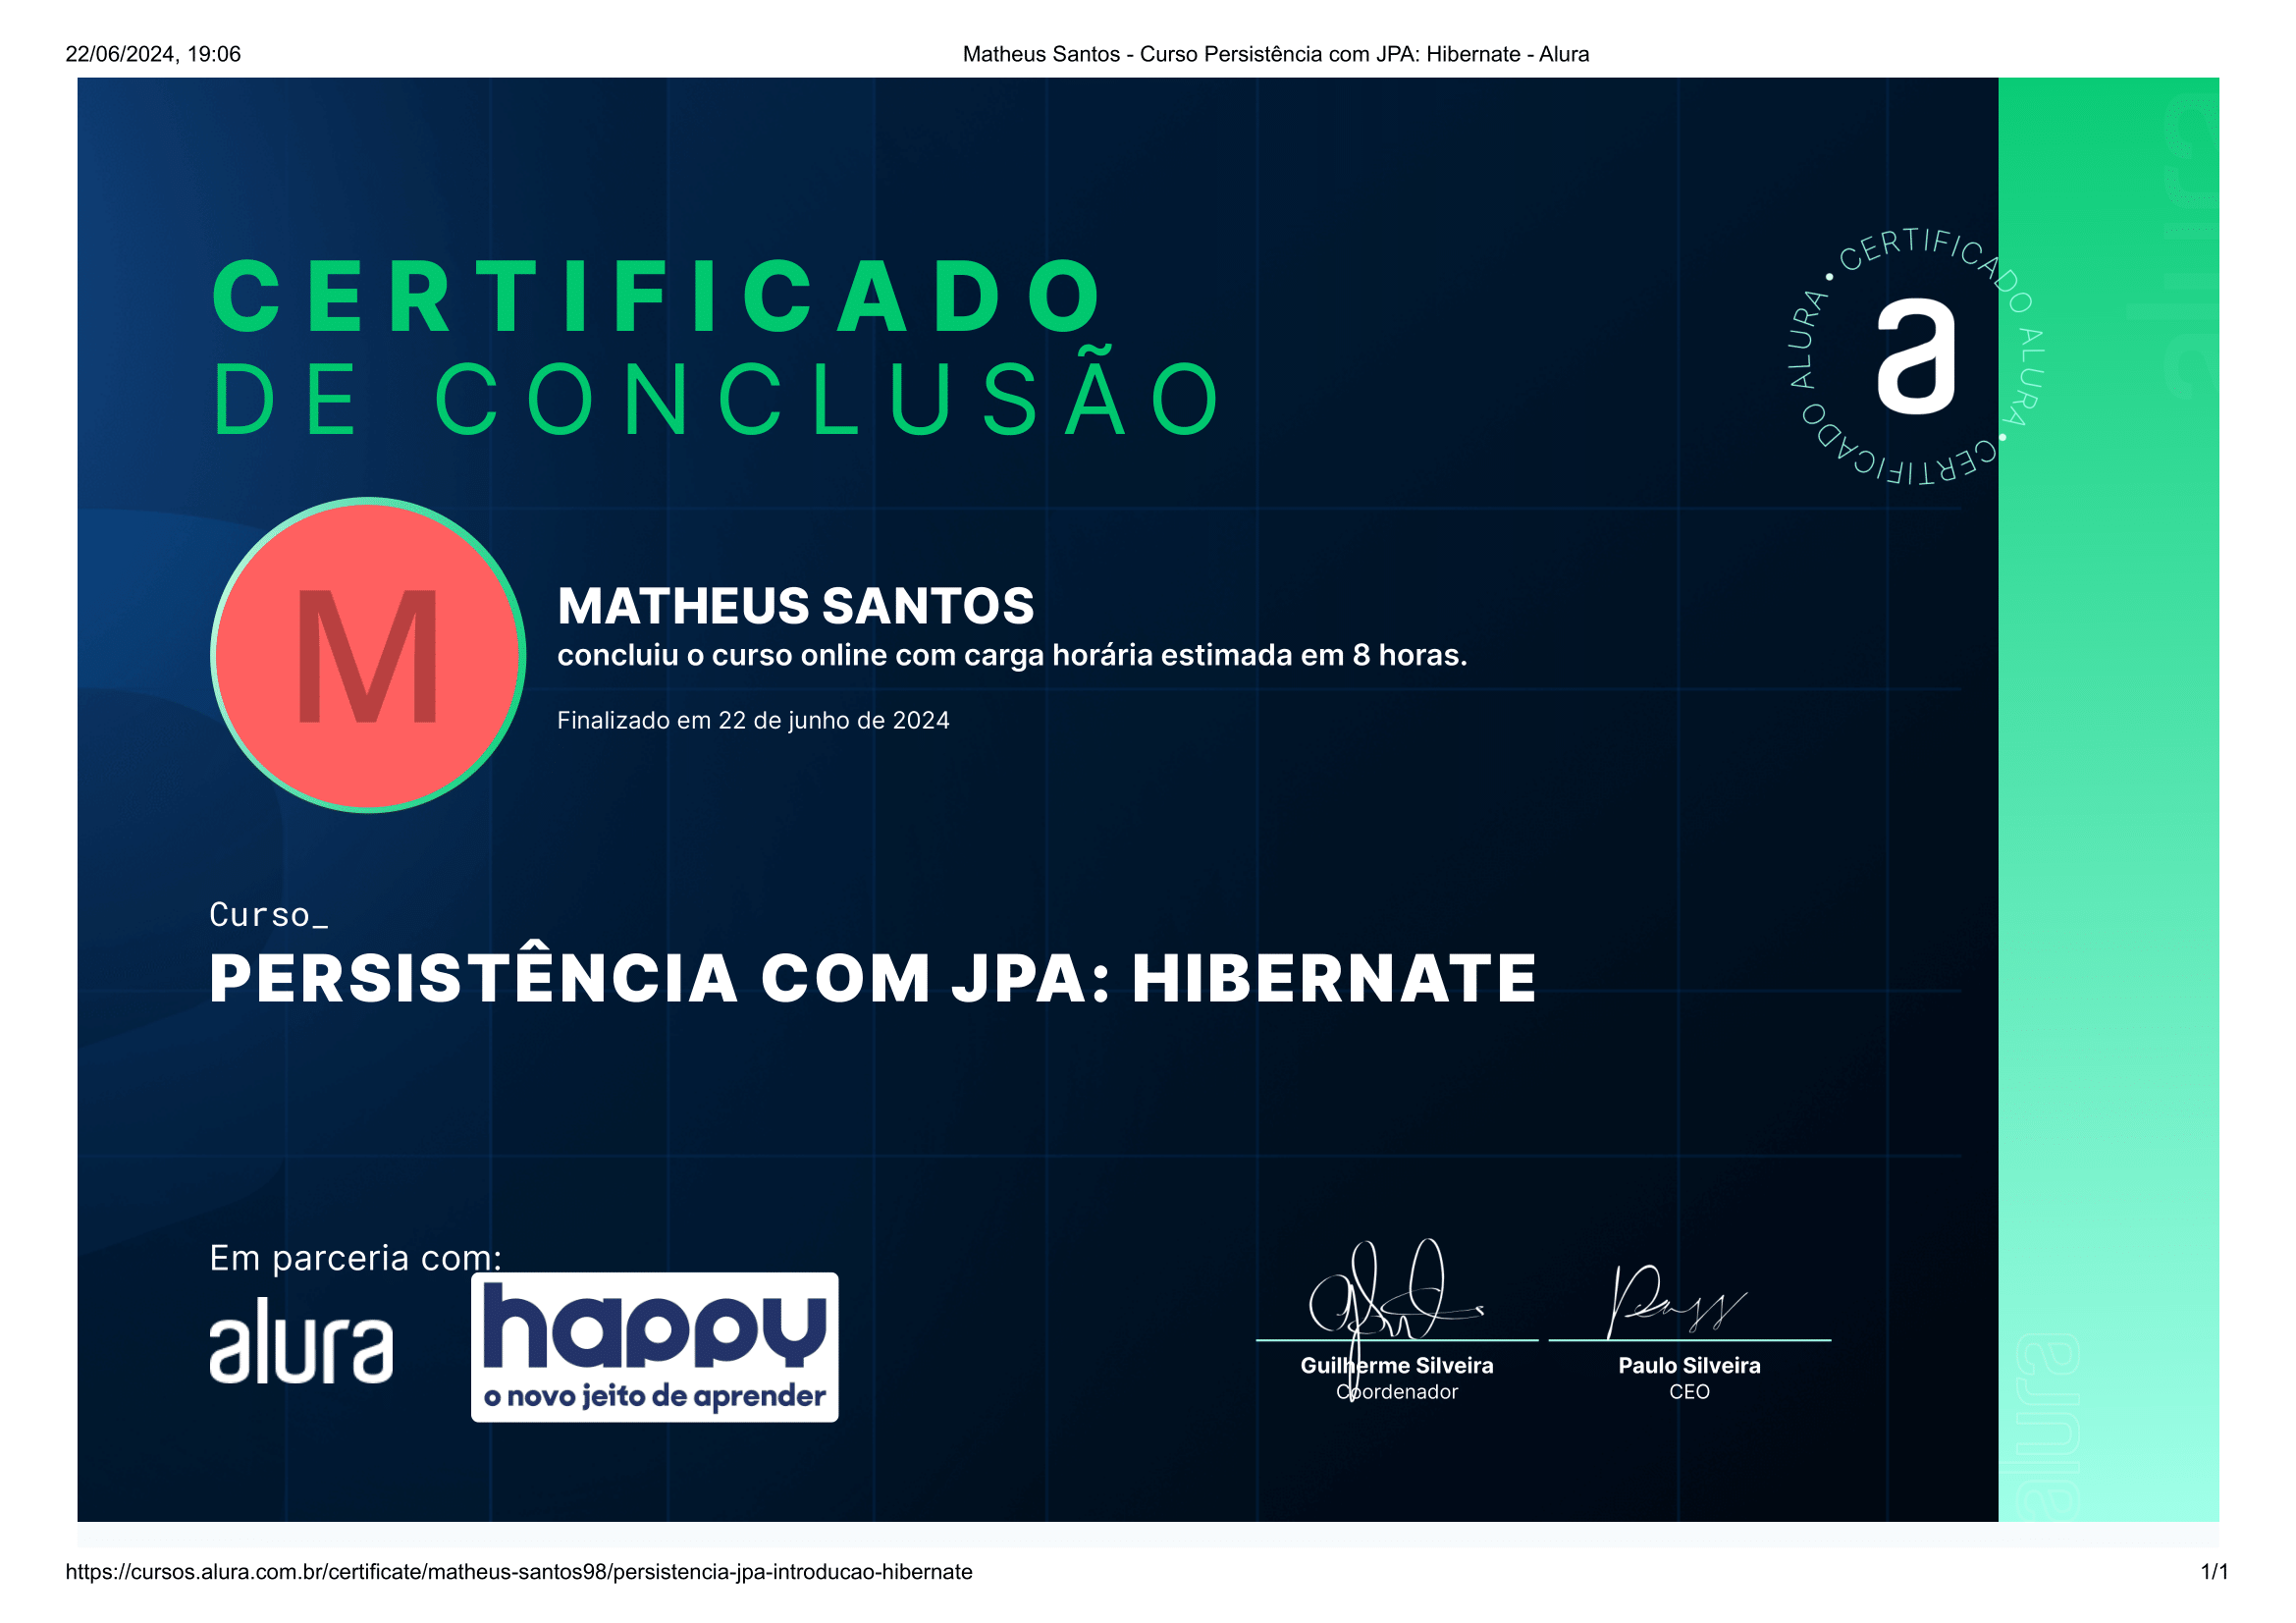 22/06/2024, 19:06
Matheus Santos - Curso Persistência com JPA: Hibernate - Alura
CERTIFICADO
DE CONCLUSÃO
• CERTIFICADO ALURA • CERTIFICADO ALURA
a
alura
M
MATHEUS SANTOS
concluiu o curso online com carga horária estimada em 8 horas.
Finalizado em 22 de junho de 2024
Curso_
PERSISTÊNCIA COM JPA: HIBERNATE
Em parceria com:
alura
happy
o novo jeito de aprender
Guilherme Silveira
Coordenador
Paulo Silveira
CEO
alura
https://cursos.alura.com.br/certificate/matheus-santos98/persistencia-jpa-introducao-hibernate
1/1